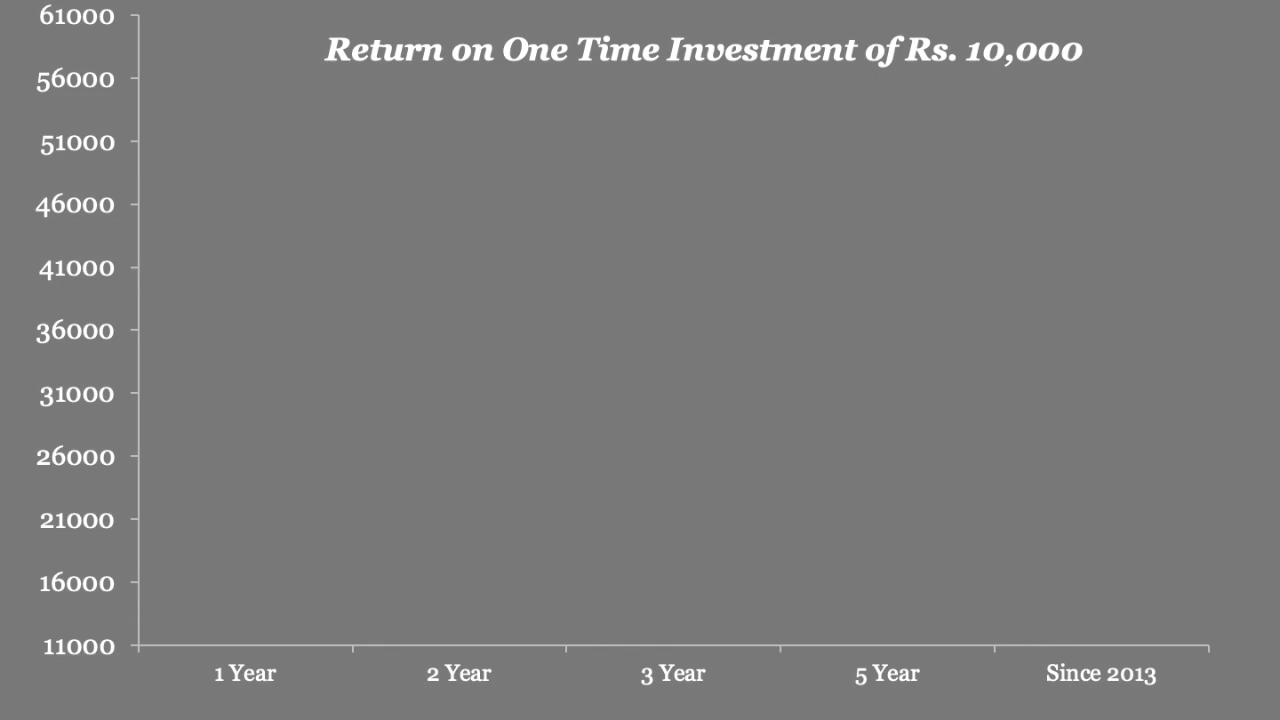 Return on One Time Investment of Rs. 10,000
61000
56000
51000
46000
41000
36000
31000
26000
21000
16000
11000
1 Year
2 Year
3 Year
5 Year
Since 2013